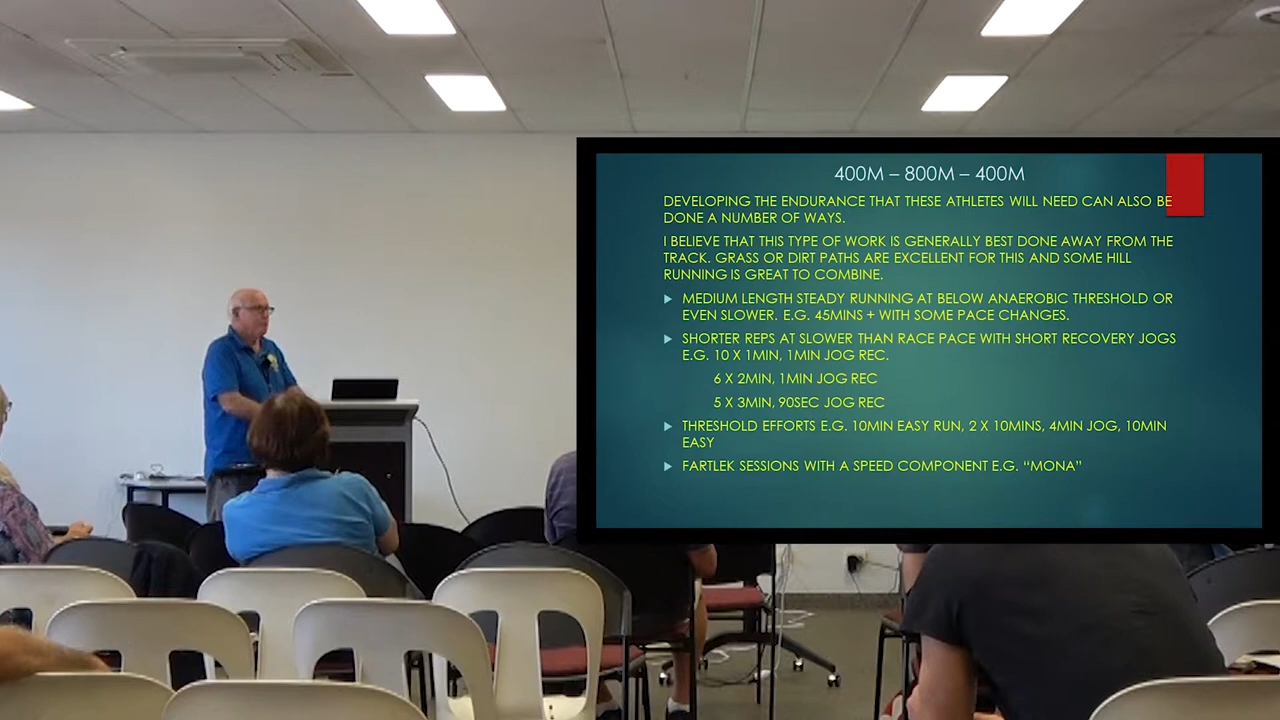 400M – 800M – 400M
DEVELOPING THE ENDURANCE THAT THESE ATHLETES WILL NEED CAN ALSO BE
DONE A NUMBER OF WAYS.
I BELIEVE THAT THIS TYPE OF WORK IS GENERALLY BEST DONE AWAY FROM THE
TRACK. GRASS OR DIRT PATHS ARE EXCELLENT FOR THIS AND SOME HILL
RUNNING IS GREAT TO COMBINE.
MEDIUM LENGTH STEADY RUNNING AT BELOW ANAEROBIC THRESHOLD OR
EVEN SLOWER. E.G. 45MINS + WITH SOME PACE CHANGES.
SHORTER REPS AT SLOWER THAN RACE PACE WITH SHORT RECOVERY JOGS
E.G. 10 X 1MIN, 1MIN JOG REC.
6 X 2MIN, 1MIN JOG REC
5 X 3MIN, 90SEC JOG REC
THRESHOLD EFFORTS E.G. 10MIN EASY RUN, 2 X 10MINS, 4MIN JOG, 10MIN
EASY
FARTLEK SESSIONS WITH A SPEED COMPONENT E.G. “MONA”